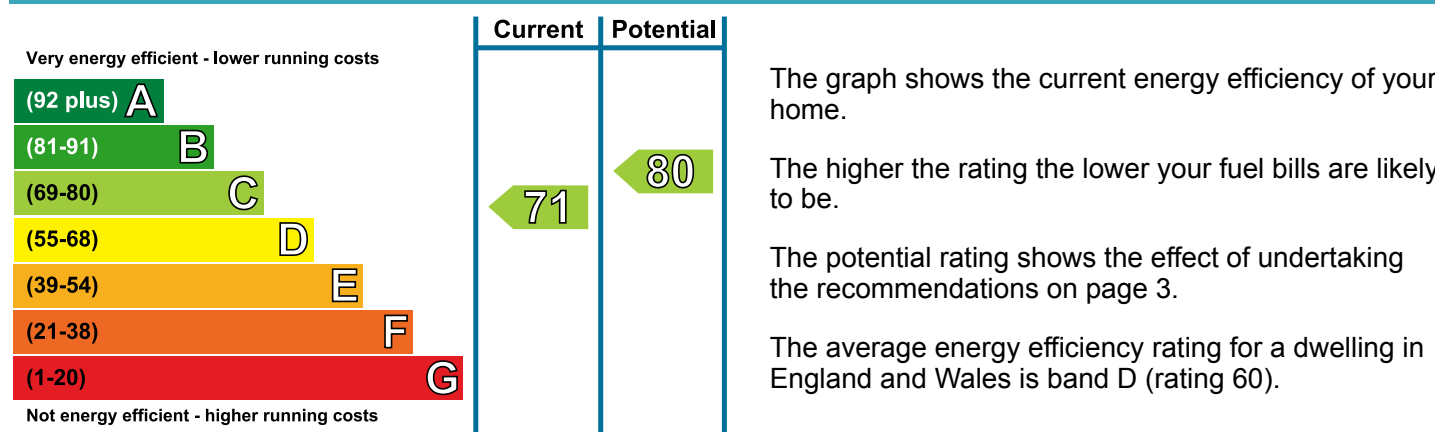 Current Potential
Very energy efficient - lower running costs
(92 plus) A
(81-91) B
(69-80) C
(55-68) D
(39-54) E
(21-38) F
(1-20) G
Not energy efficient - higher running costs
71
80
The graph shows the current energy efficiency of your
home.
The higher the rating the lower your fuel bills are likely
to be.
The potential rating shows the effect of undertaking
the recommendations on page 3.
The average energy efficiency rating for a dwelling in
England and Wales is band D (rating 60).